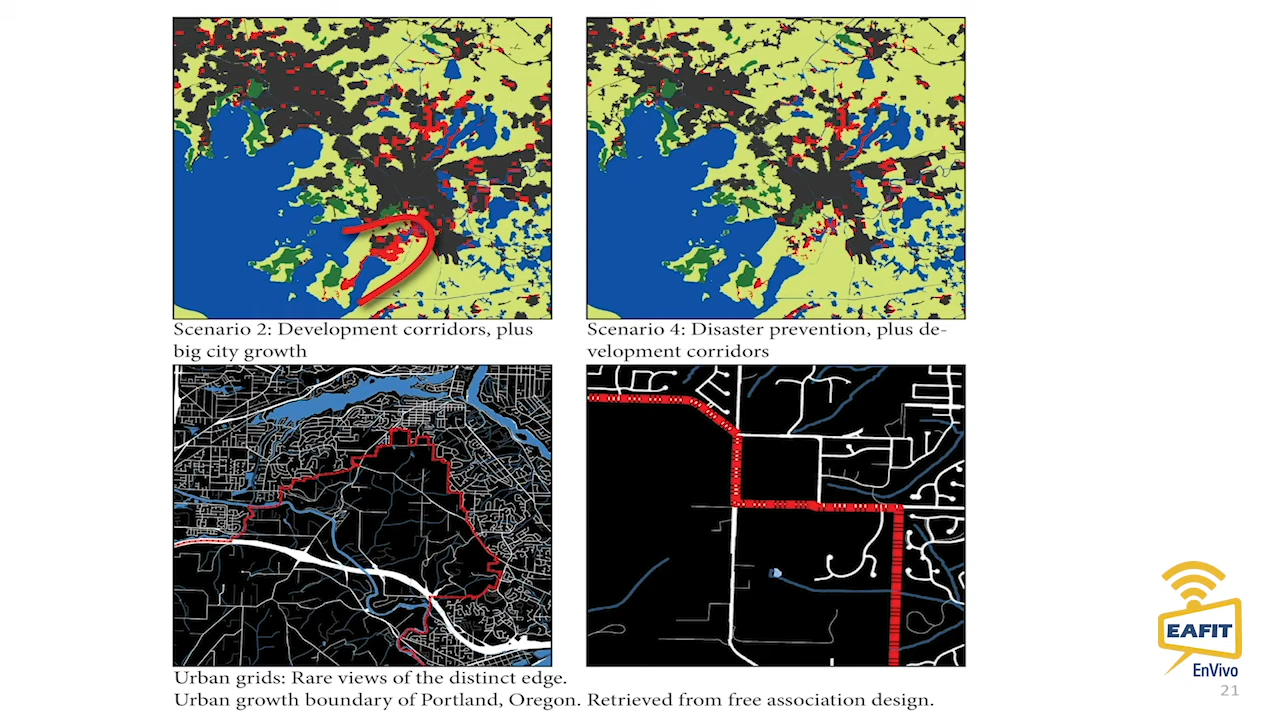 Scenario 2: Development corridors, plus
big city growth
Scenario 4: Disaster prevention, plus de-
velopment corridors
Urban grids: Rare views of the distinct edge.
Urban growth boundary of Portland, Oregon. Retrieved from free association design.
EAFIT
EnVivo
21